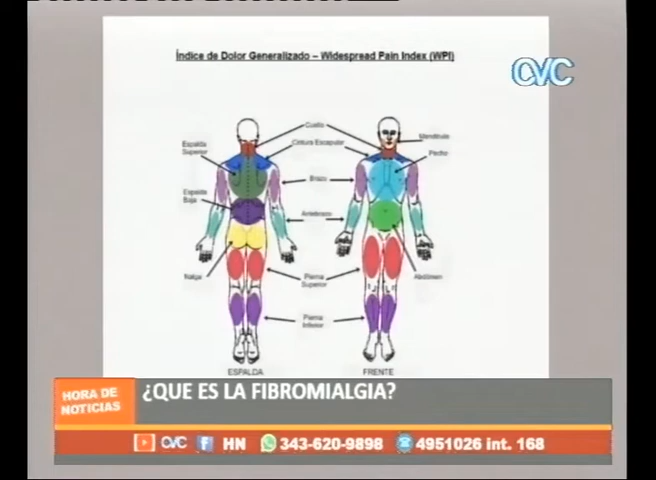 Índice de Dolor Generalizado – Widespread Pain Index (WPI)
CVC
Cuello
Mandíbula
Espalda
Superior
Cintura Escapular
Pecho
Brazo
Espalda
Baja
Antebrazo
Nalga
Pierna
Superior
Abdómen
Pierna
Inferior
ESPALDA
FRENTE
HORA DE
NOTICIAS
¿QUE ES LA FIBROMIALGIA?
CVC HN 343-620-9898 4951026 int. 168